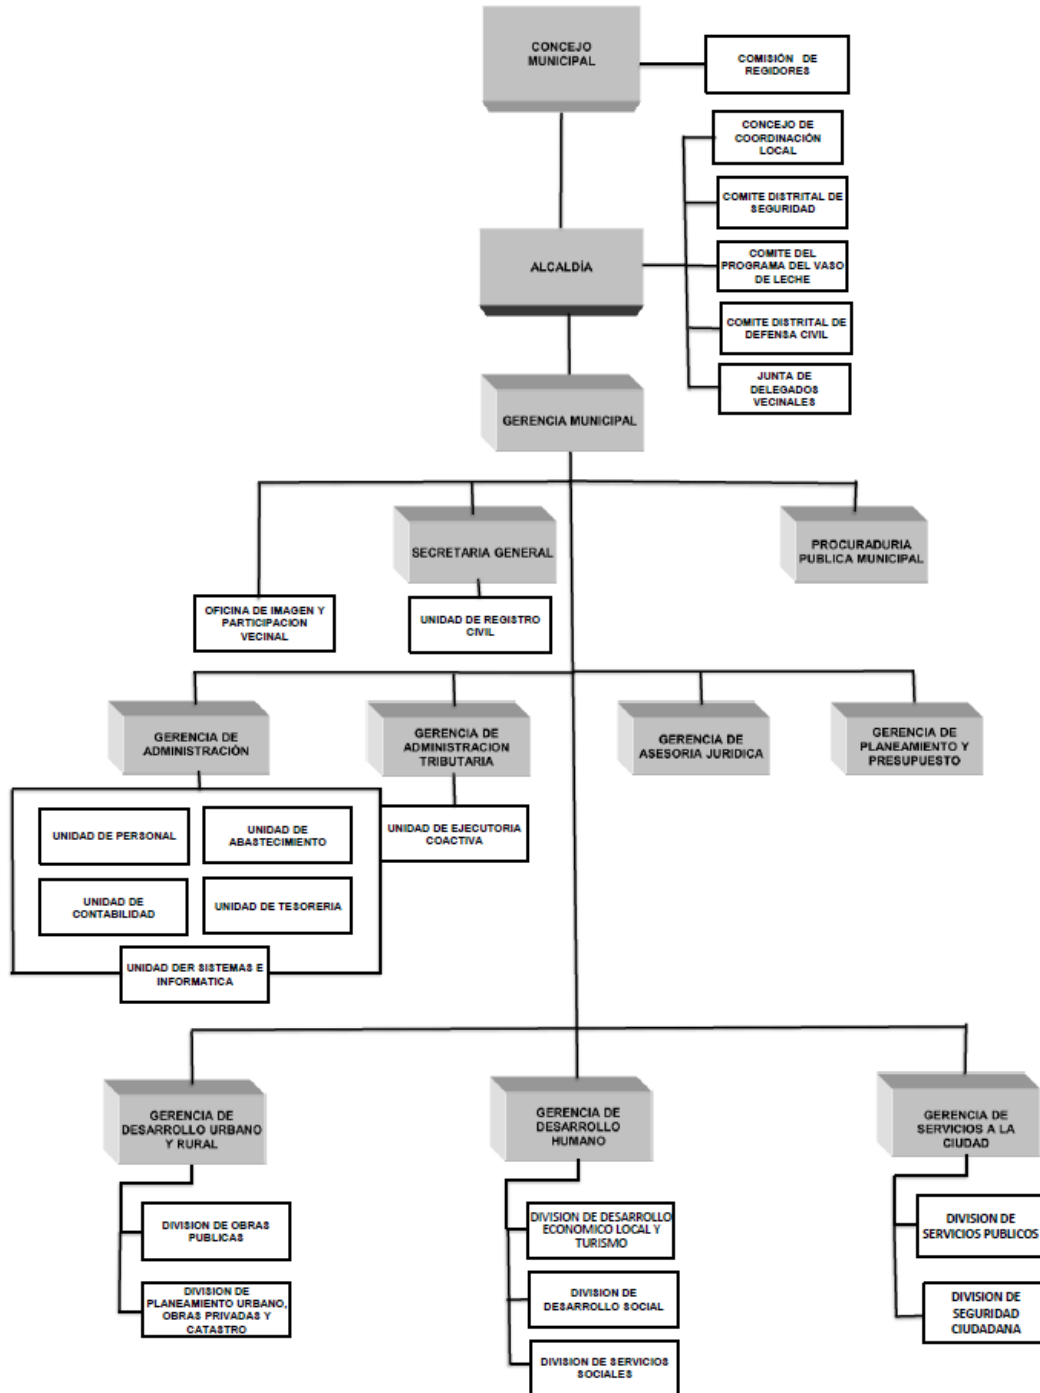 CONCEJO
MUNICIPAL
COMISIÓN DE
REGIDORES
CONCEJO DE
COORDINACIÓN
LOCAL
COMITE DISTRITAL DE
SEGURIDAD
ALCALDÍA
COMITE DEL
PROGRAMA DEL VASO
DE LECHE
COMITE DISTRITAL DE
DEFENSA CIVIL
JUNTA DE
DELEGADOS
VECINALES
GERENCIA MUNICIPAL
SECRETARIA GENERAL
PROCURADURIA
PUBLICA MUNICIPAL
OFICINA DE IMAGEN Y
PARTICIPACION
VECINAL
UNIDAD DE REGISTRO
CIVIL
GERENCIA DE
ADMINISTRACIÓN
GERENCIA DE
ADMINISTRACION
TRIBUTARIA
GERENCIA DE
ASESORIA JURIDICA
GERENCIA DE
PLANEAMIENTO Y
PRESUPUESTO
UNIDAD DE PERSONAL
UNIDAD DE
ABASTECIMIENTO
UNIDAD DE EJECUTORIA
COACTIVA
UNIDAD DE
CONTABILIDAD
UNIDAD DE TESORERIA
UNIDAD DER SISTEMAS E
INFORMATICA
GERENCIA DE
DESARROLLO URBANO
Y RURAL
GERENCIA DE
DESARROLLO
HUMANO
GERENCIA DE
SERVICIOS A LA
CIUDAD
DIVISION DE OBRAS
PUBLICAS
DIVISION DE DESARROLLO
ECONOMICO LOCAL Y
TURISMO
DIVISION DE
SERVICIOS PUBLICOS
DIVISION DE
PLANEAMIENTO URBANO,
OBRAS PRIVADAS Y
CATASTRO
DIVISION DE
DESARROLLO SOCIAL
DIVISION DE
SEGURIDAD
CIUDADANA
DIVISION DE SERVICIOS
SOCIALES